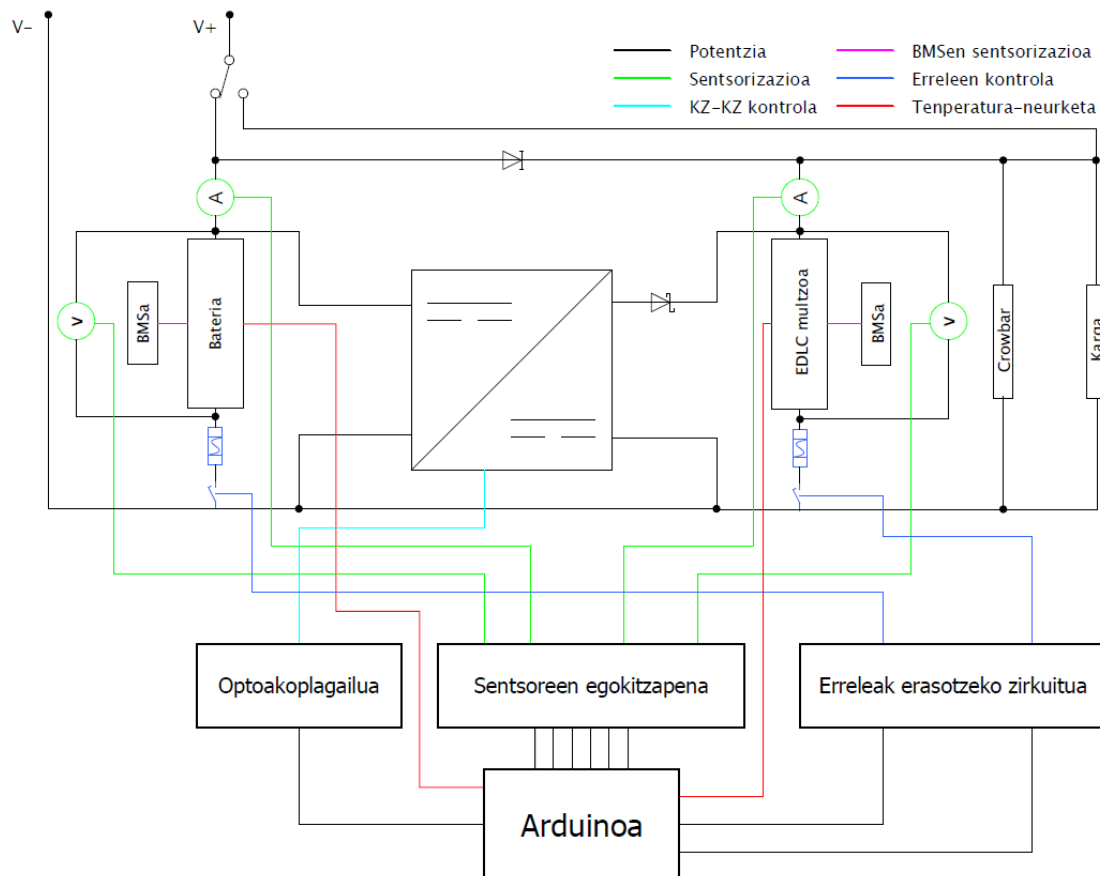 V-
V+
Potentzia
BMSen sentsorizazioa
Sentsorizazioa
Erreleen kontrola
KZ-KZ kontrola
Tenperatura-neurketa
A
A
V
BMSa
Bateria
EDLC multzoa
BMSa
V
Crowbar
Karga
Optoakoplagailua
Sentsoreen egokitzapena
Erreleak erasotzeko zirkuitua
Arduinoa